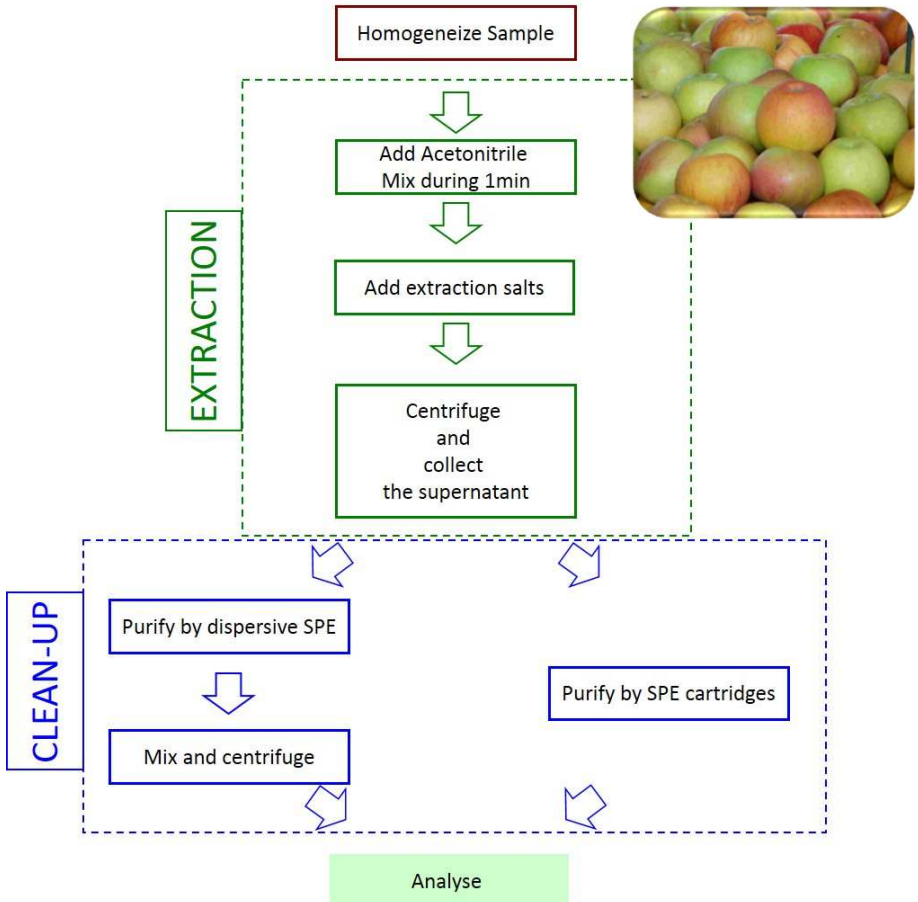 Homogeneize Sample
EXTRACTION
Add Acetonitrile
Mix during 1min
Add extraction salts
Centrifuge
and
collect
the supernatant
CLEAN-UP
Purify by dispersive SPE
Purify by SPE cartridges
Mix and centrifuge
Analyse